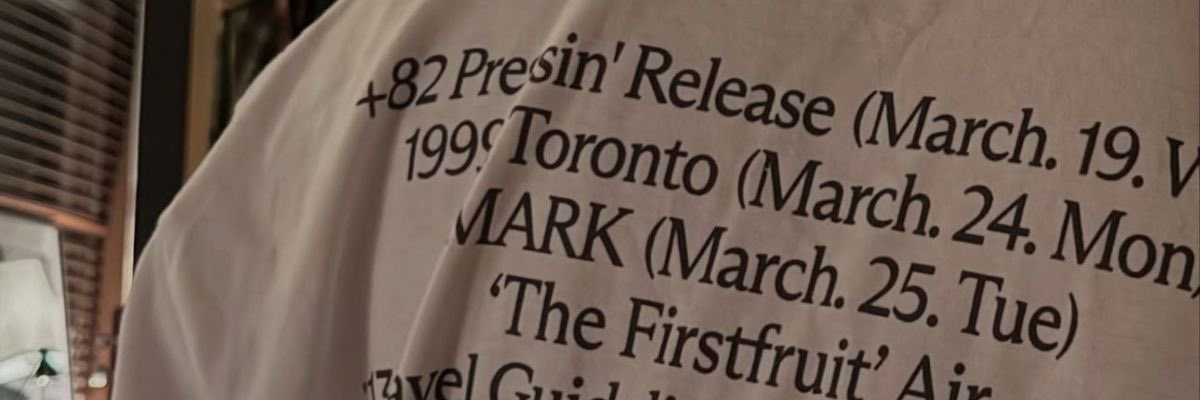 +82 Presin' Release (March. 19. W
1999 Toronto (March. 24. Mon)
MARK (March. 25. Tue)
'The Firstfruit' Air